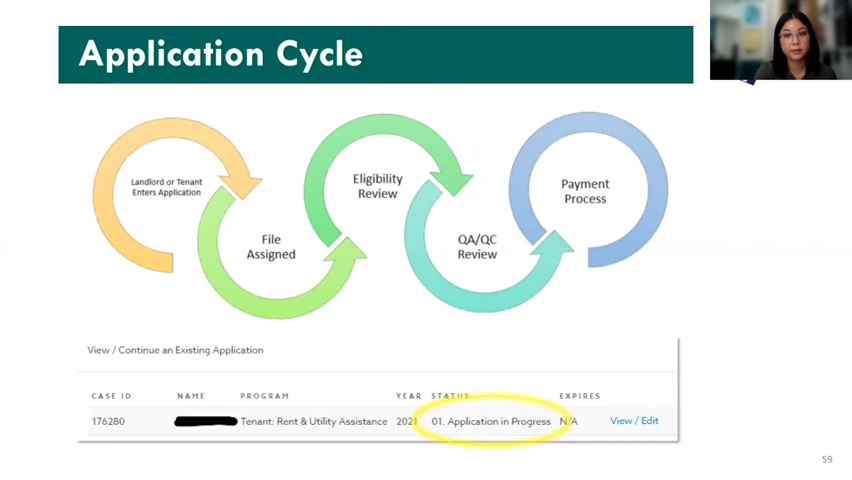 Application Cycle
Landlord or Tenant
Enters Application
File
Assigned
Eligibility
Review
QA/QC
Review
Payment
Process
View / Continue an Existing Application
CASE ID NAME PROGRAM YEAR STATUS EXPIRES
176280 Tenant: Rent & Utility Assistance 2021 01. Application in Progress N/A View / Edit
59